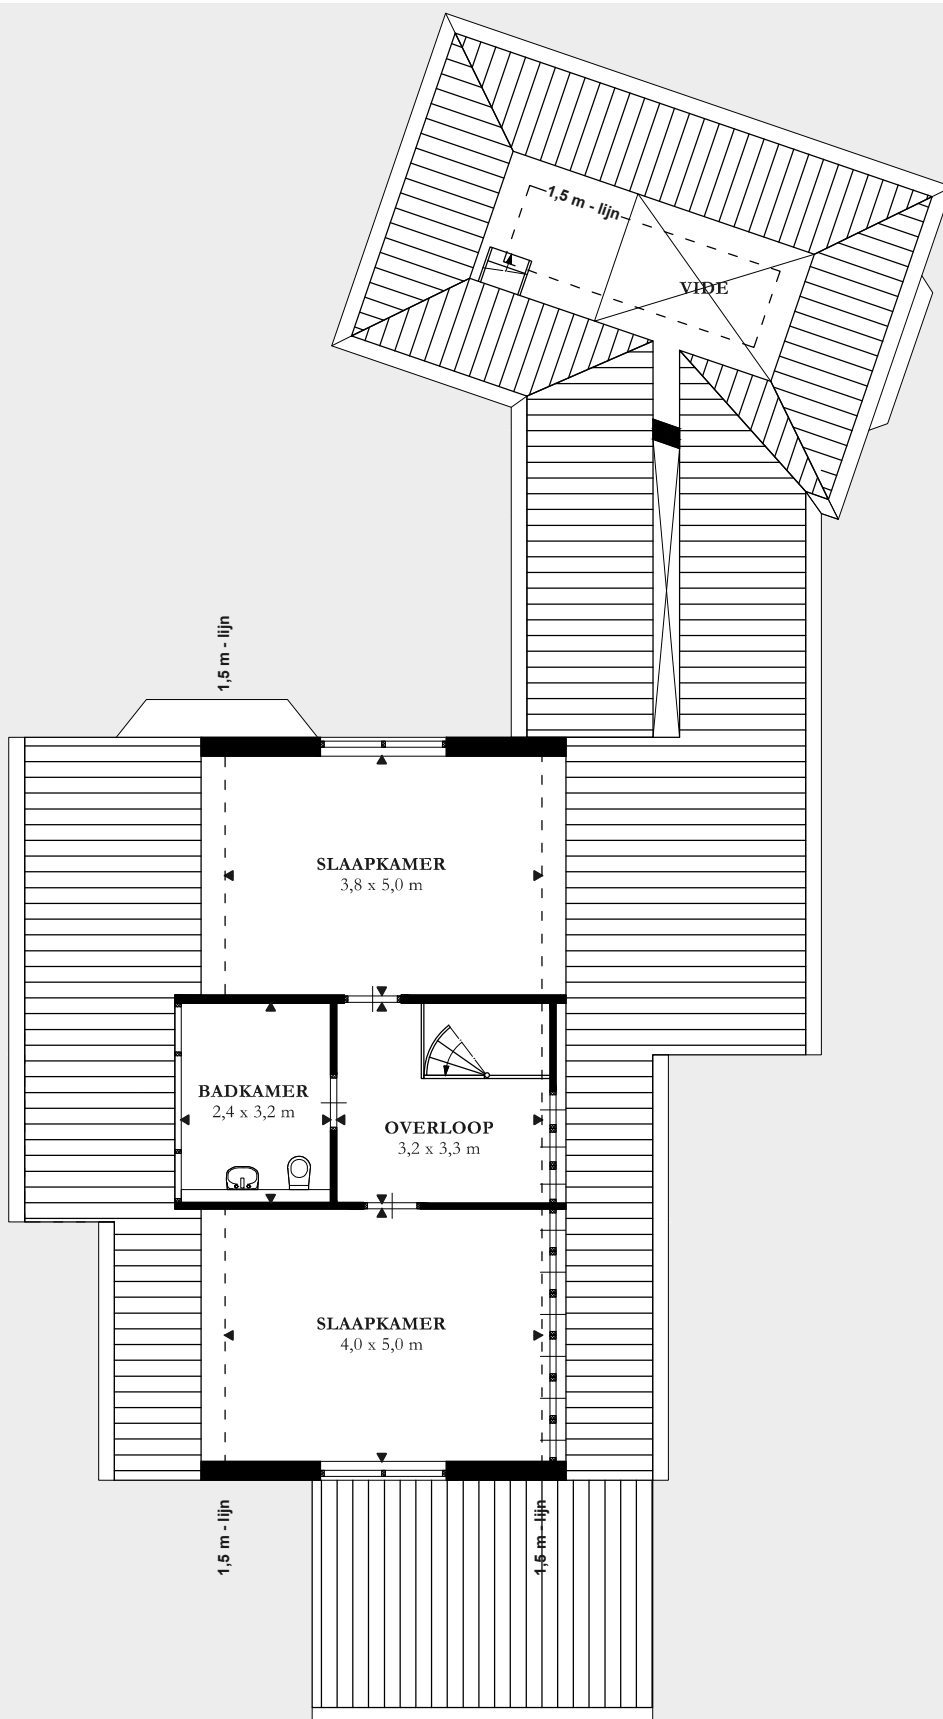 1,5 m - lijn
VIDE
1,5 m - lijn
SLAAPKAMER
3,8 x 5,0 m
BADKAMER
2,4 x 3,2 m
OVERLOOP
3,2 x 3,3 m
SLAAPKAMER
4,0 x 5,0 m
1,5 m - lijn
1,5 m - lijn